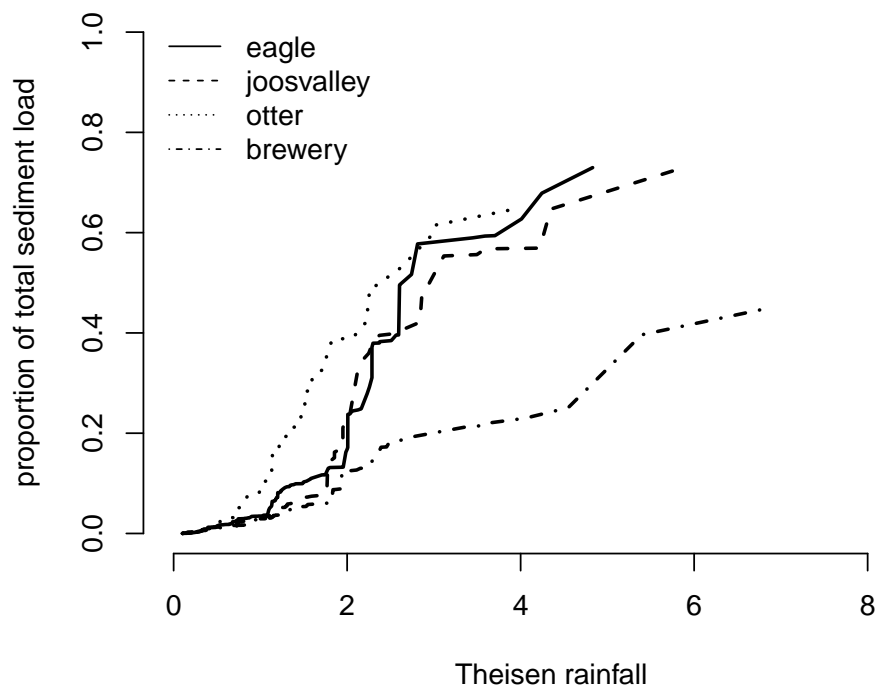 1.0
0.8
0.6
0.4
0.2
0.0
proportion of total sediment load
eagle
joosvalley
otter
brewery
0 2 4 6 8
Theisen rainfall